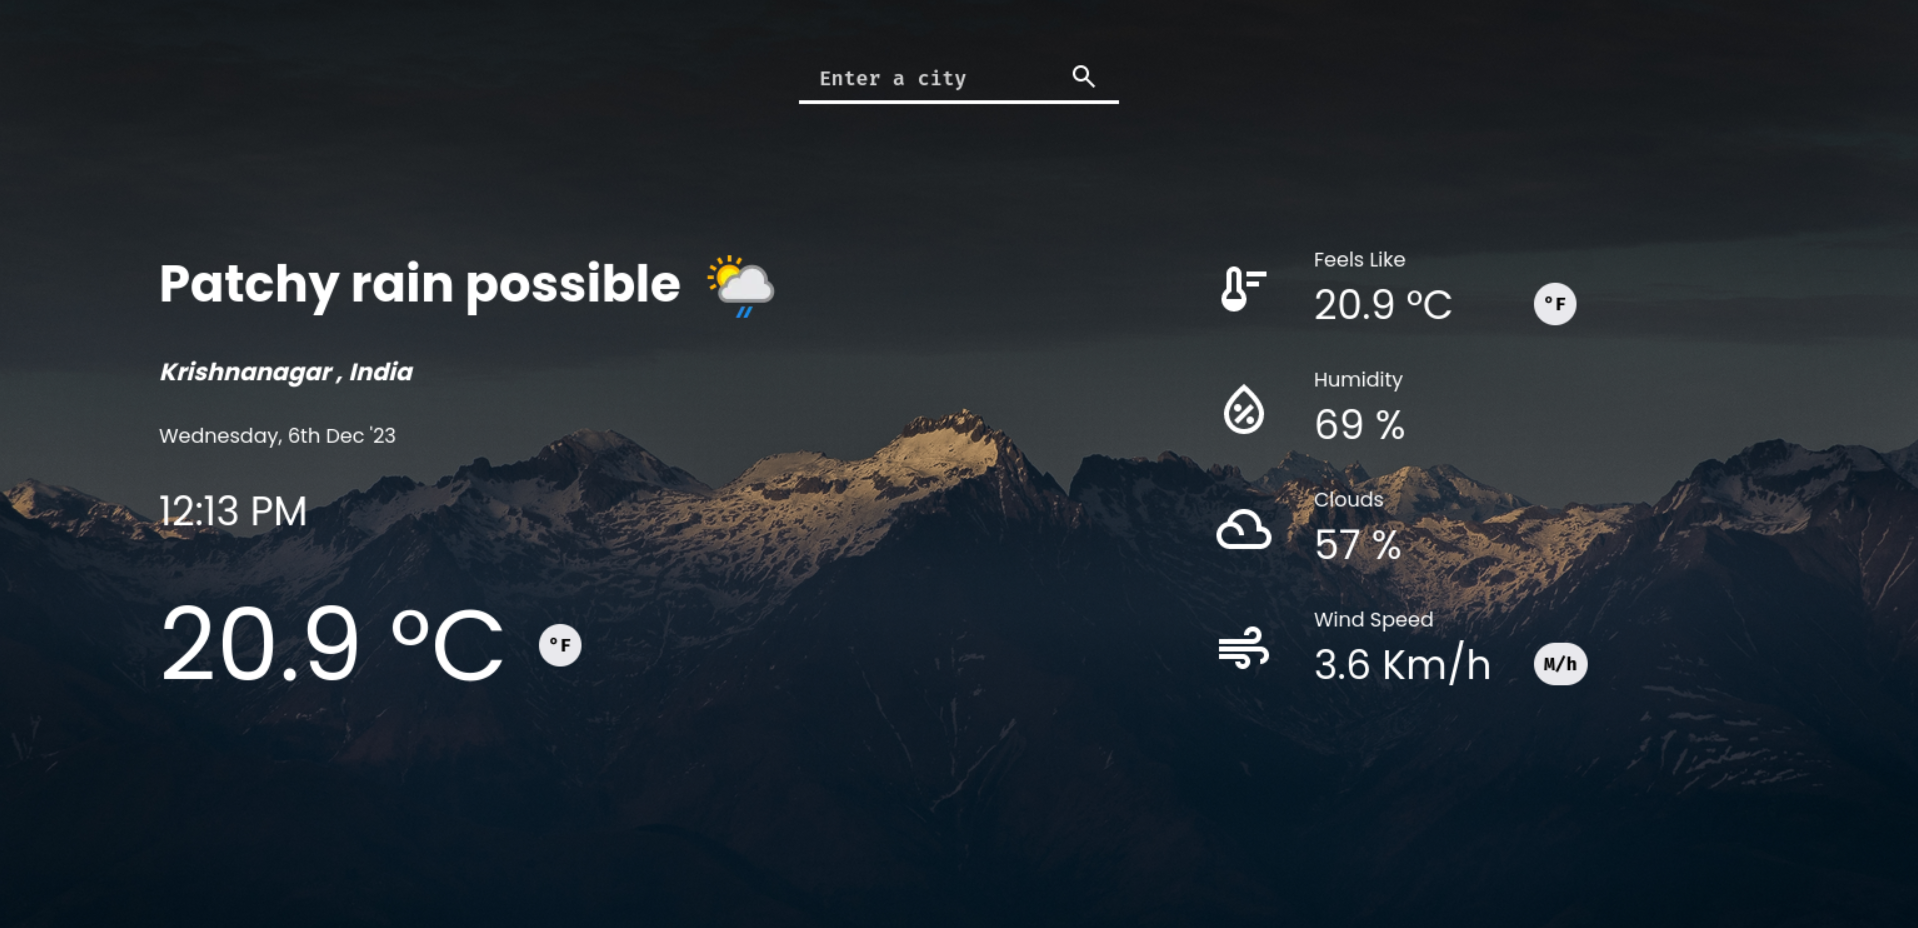 Enter a city
Patchy rain possible
Krishnanagar , India
Wednesday, 6th Dec '23
12:13 PM
20.9 °C °F
Feels Like
20.9 °C °F
Humidity
69 %
Clouds
57 %
Wind Speed
3.6 Km/h M/h